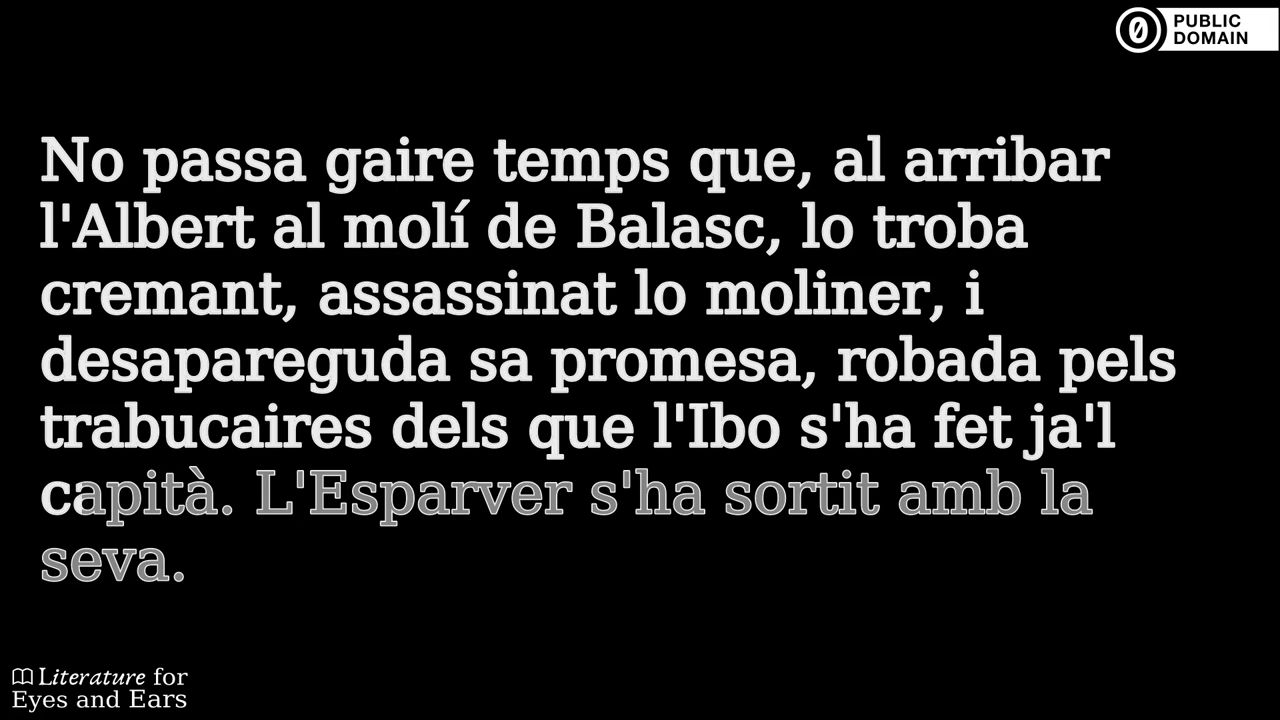 PUBLIC
DOMAIN
No passa gaire temps que, al arribar
l'Albert al molí de Balasc, lo troba
cremant, assassinat lo moliner, i
desapareguda sa promesa, robada pels
trabucaires dels que l'Ibo s'ha fet ja'l
capità. L'Esparver s'ha sortit amb la
seva.
Literature for
Eyes and Ears